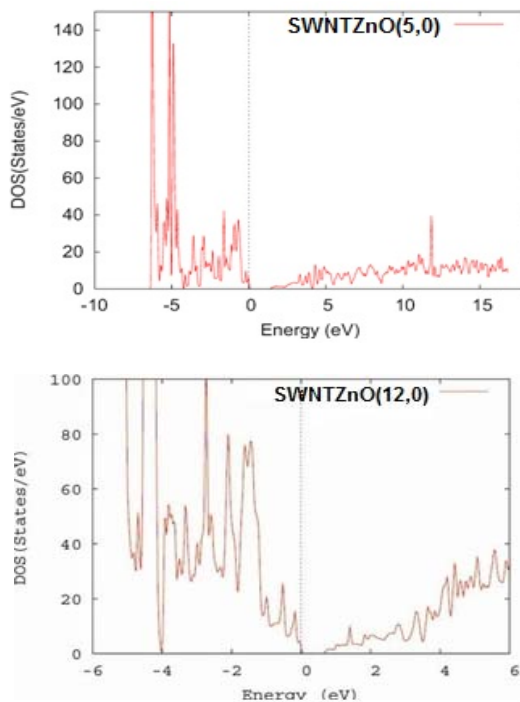 SWNTZnO(5,0)
DOS(States/eV)
140
120
100
80
60
40
20
0
-10 -5 0 5 10 15
Energy (eV)
SWNTZnO(12,0)
DOS(States/eV)
100
80
60
40
20
0
-6 -4 -2 0 2 4 6
Energy (eV)